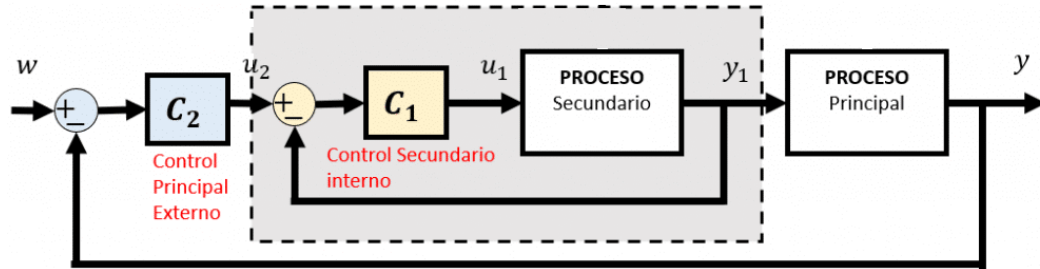 w
+
−
C₂
Control
Principal
Externo
u₂
+
−
C₁
Control Secundario
interno
u₁
PROCESO
Secundario
y₁
PROCESO
Principal
y